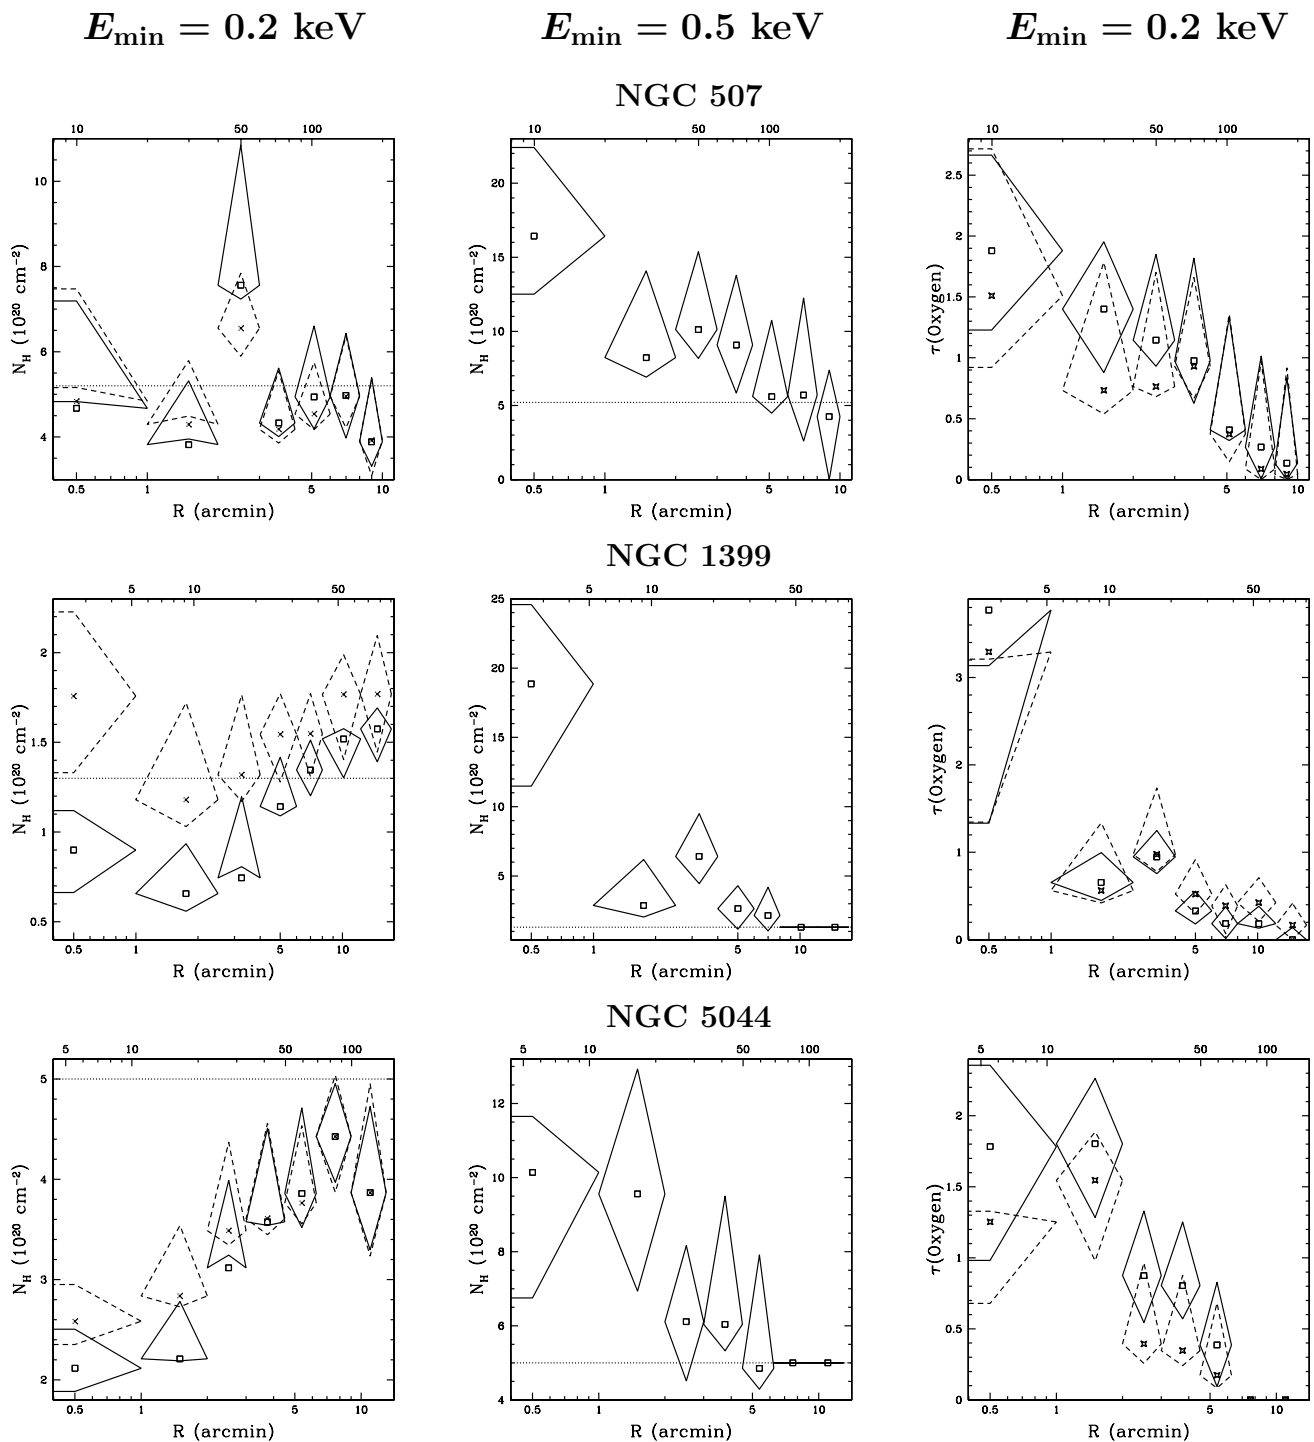 E_min = 0.2 keV E_min = 0.5 keV E_min = 0.2 keV
NGC 507
10 50 100 10 50 100 10 50 100
N_H (10^20 cm^−2) 10 8 6 4
N_H (10^20 cm^−2) 20 15 10 5 0
τ(Oxygen) 2.5 2 1.5 1 0.5 0
0.5 1 5 10 0.5 1 5 10 0.5 1 5 10
R (arcmin) R (arcmin) R (arcmin)
NGC 1399
5 10 50 5 10 50 5 10 50
N_H (10^20 cm^−2) 2 1.5 1 0.5
N_H (10^20 cm^−2) 25 20 15 10 5
τ(Oxygen) 3 2 1 0
0.5 1 5 10 0.5 1 5 10 0.5 1 5 10
R (arcmin) R (arcmin) R (arcmin)
NGC 5044
5 10 50 100 10 50 100 5 10 50 100
N_H (10^20 cm^−2) 5 4 3 2
N_H (10^20 cm^−2) 12 10 8 6 4
τ(Oxygen) 2 1.5 1 0.5 0
0.5 1 5 10 0.5 1 5 10 0.5 1 5 10
R (arcmin) R (arcmin) R (arcmin)